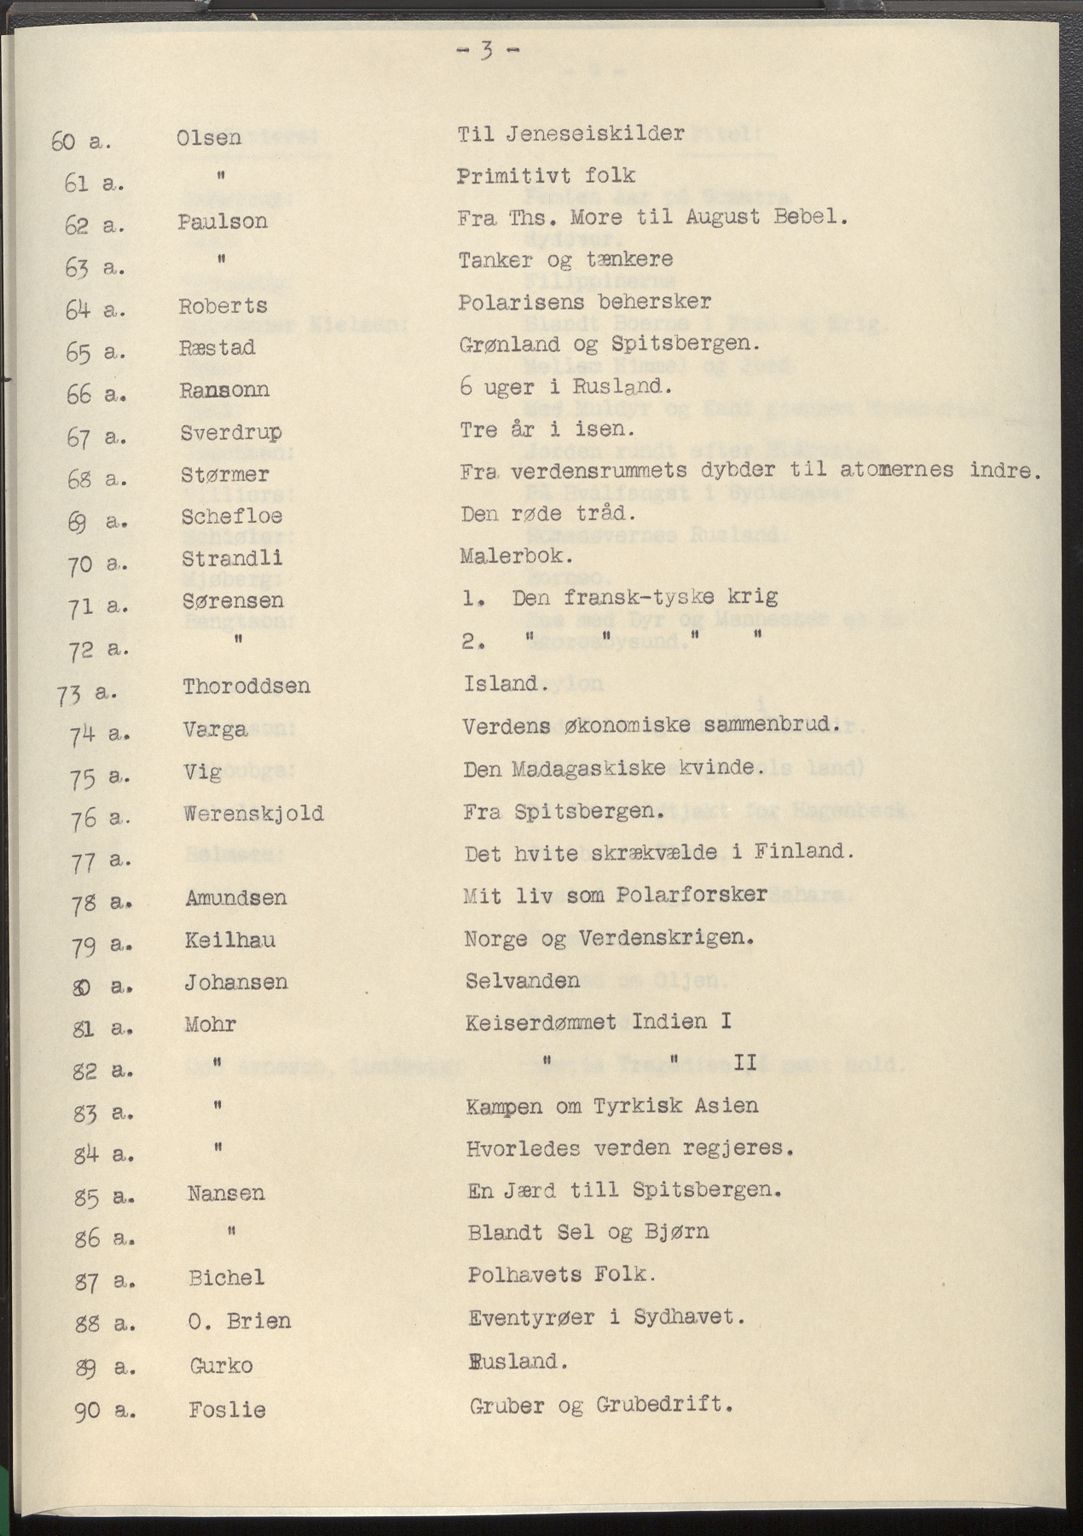 - 3 -
60 a. Olsen Til Jeneseiskilder
61 a. " Primitivt folk
62 a. Paulson Fra Ths. More til August Bebel.
63 a. " Tanker og tænkere
64 a. Roberts Polarisens behersker
65 a. Ræstad Grønland og Spitsbergen.
66 a. Ransonn 6 uger i Rusland.
67 a. Sverdrup Tre år i isen.
68 a. Størmer Fra verdensrummets dybder til atomernes indre.
69 a. Schefloe Den røde tråd.
70 a. Strandli Malerbok.
71 a. Sørensen 1. Den fransk-tyske krig
72 a. " 2. " " " "
73 a. Thoroddsen Island.
74 a. Varga Verdens økonomiske sammenbrud.
75 a. Vig Den Madagaskiske kvinde.
76 a. Werenskjold Fra Spitsbergen.
77 a. Det hvite skrækvælde i Finland.
78 a. Amundsen Mit liv som Polarforsker
79 a. Keilhau Norge og Verdenskrigen.
80 a. Johansen Selvanden
81 a. Mohr Keiserdømmet Indien I
82 a. " " " II
83 a. " Kampen om Tyrkisk Asien
84 a. " Hvorledes verden regjeres.
85 a. Nansen En Jærd till Spitsbergen.
86 a. " Blandt Sel og Bjørn
87 a. Bichel Polhavets Folk.
88 a. O. Brien Eventyrøer i Sydhavet.
89 a. Gurko Rusland.
90 a. Foslie Gruber og Grubedrift.